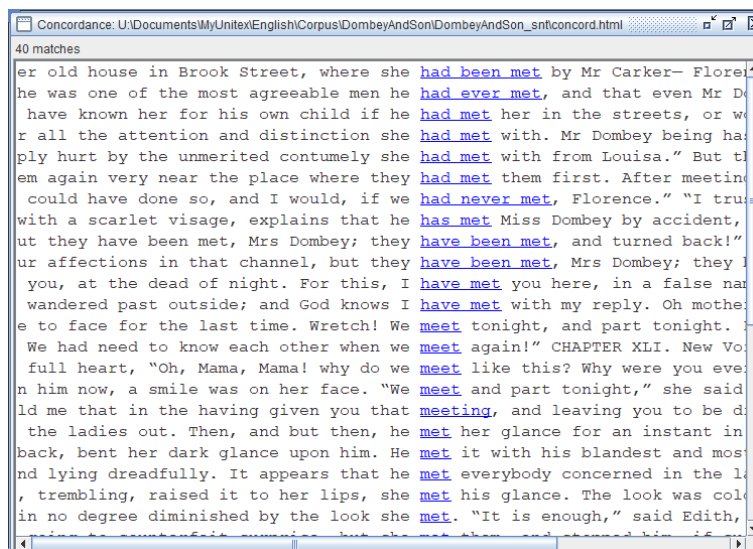 Concordance: U:\Documents\MyUnitex\English\Corpus\DombeyAndSon\DombeyAndSon_snt\concord.html
40 matches
er old house in Brook Street, where she had been met by Mr Carker— Floren
he was one of the most agreeable men he had ever met, and that even Mr Do
have known her for his own child if he had met her in the streets, or wo
r all the attention and distinction she had met with. Mr Dombey being has
ply hurt by the unmerited contumely she had met with from Louisa.” But th
em again very near the place where they had met them first. After meeting
could have done so, and I would, if we had never met, Florence.” “I trus
with a scarlet visage, explains that he has met Miss Dombey by accident,
ut they have been met, Mrs Dombey; they have been met, and turned back!”
ur affections in that channel, but they have been met, Mrs Dombey; they h
you, at the dead of night. For this, I have met you here, in a false nam
wandered past outside; and God knows I have met with my reply. Oh mothe
e to face for the last time. Wretch! We meet tonight, and part tonight.
We had need to know each other when we meet again!” CHAPTER XLI. New Voi
full heart, “Oh, Mama, Mama! why do we meet like this? Why were you eve
n him now, a smile was on her face. “We meet and part tonight,” she said
ld me that in the having given you that meeting, and leaving you to be di
the ladies out. Then, and but then, he met her glance for an instant in
back, bent her dark glance upon him. He met it with his blandest and mos
nd lying dreadfully. It appears that he met everybody concerned in the la
, trembling, raised it to her lips, she met his glance. The look was col
in no degree diminished by the look she met. “It is enough,” said Edith,